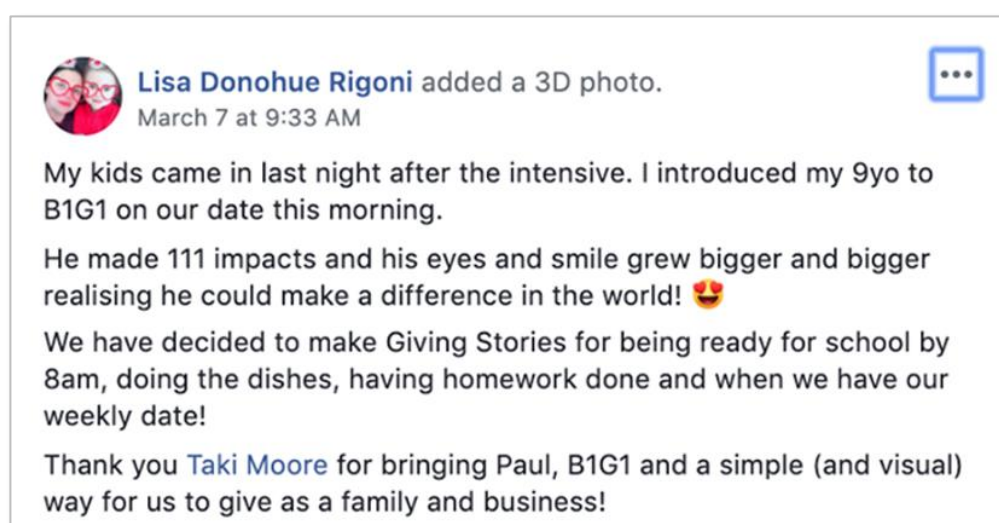 Lisa Donohue Rigoni added a 3D photo.
March 7 at 9:33 AM
My kids came in last night after the intensive. I introduced my 9yo to
B1G1 on our date this morning.
He made 111 impacts and his eyes and smile grew bigger and bigger
realising he could make a difference in the world! 😍
We have decided to make Giving Stories for being ready for school by
8am, doing the dishes, having homework done and when we have our
weekly date!
Thank you Taki Moore for bringing Paul, B1G1 and a simple (and visual)
way for us to give as a family and business!